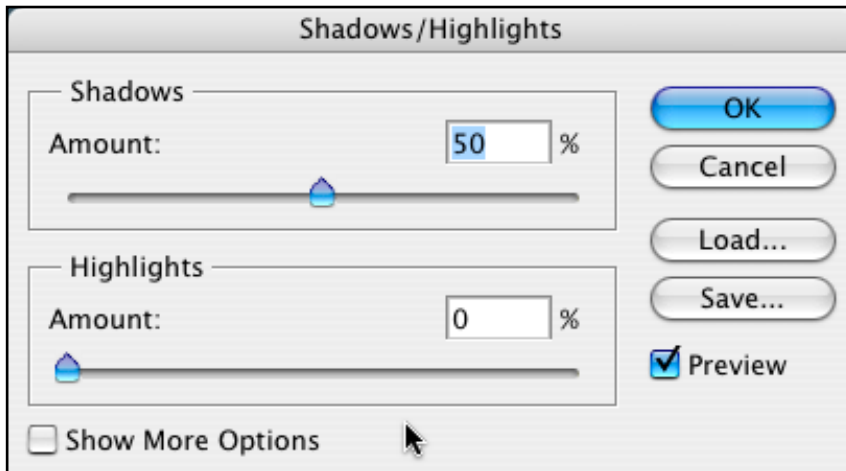 Shadows/Highlights
Shadows
Amount:
50 %
Highlights
Amount:
0 %
Show More Options
OK
Cancel
Load...
Save...
Preview